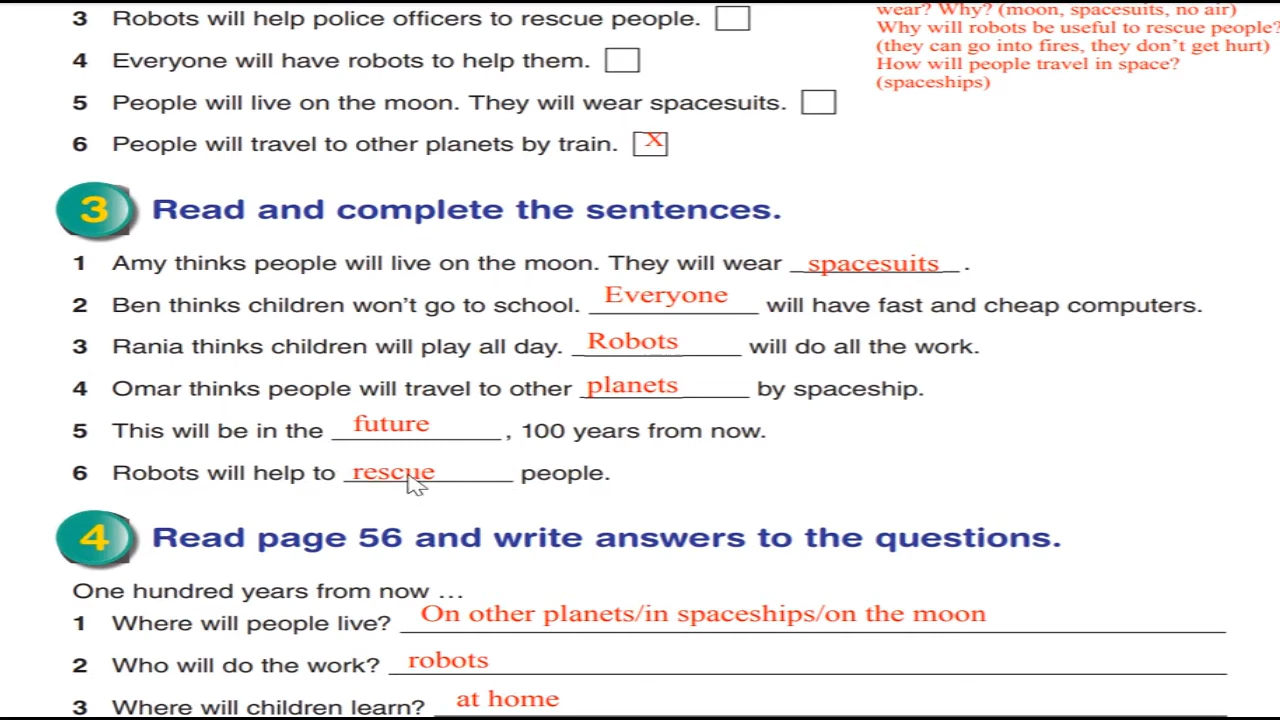 3 Robots will help police officers to rescue people.
4 Everyone will have robots to help them.
5 People will live on the moon. They will wear spacesuits.
6 People will travel to other planets by train. X
wear? Why? (moon, spacesuits, no air)
Why will robots be useful to rescue people?
(they can go into fires, they don't get hurt)
How will people travel in space?
(spaceships)
3 Read and complete the sentences.
1 Amy thinks people will live on the moon. They will wear spacesuits.
2 Ben thinks children won't go to school. Everyone will have fast and cheap computers.
3 Rania thinks children will play all day. Robots will do all the work.
4 Omar thinks people will travel to other planets by spaceship.
5 This will be in the future, 100 years from now.
6 Robots will help to rescue people.
4 Read page 56 and write answers to the questions.
One hundred years from now ...
1 Where will people live? On other planets/in spaceships/on the moon
2 Who will do the work? robots
3 Where will children learn? at home